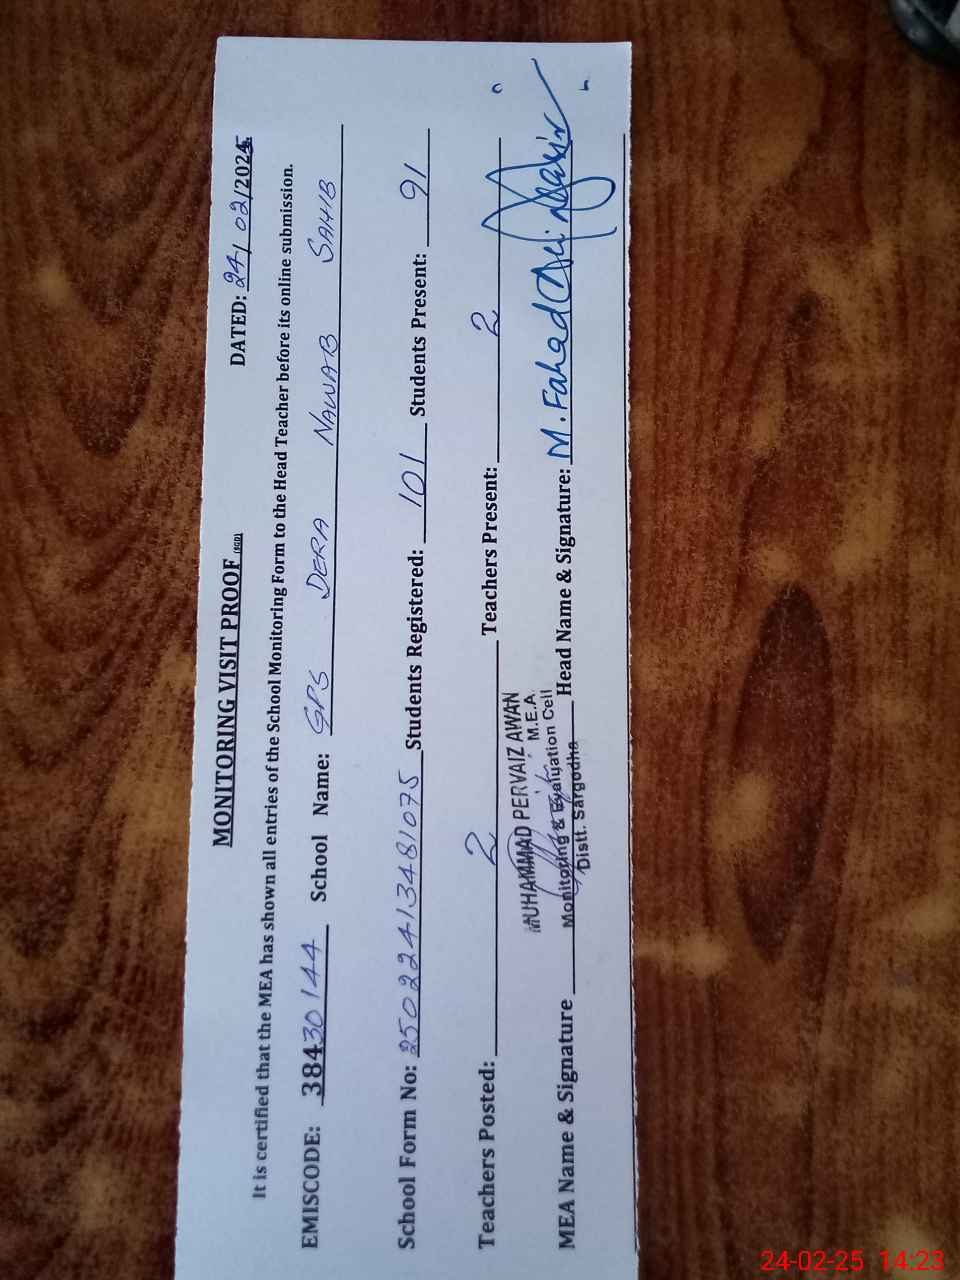 MONITORING VISIT PROOF (SGD)
DATED: 24/02/2025
It is certified that the MEA has shown all entries of the School Monitoring Form to the Head Teacher before its online submission.
EMISCODE: 38430144 School Name: GPS DERA NAWAB SAHIB
School Form No: 25022413481075 Students Registered: 101 Students Present: 91
Teachers Posted: 2 Teachers Present: 2
MUHAMMAD PERVAIZ AWAN
M.E.A
Monitoring & Evaluation Cell
Distt. Sargodha
MEA Name & Signature Head Name & Signature: M. Fahad
24-02-25 14:23